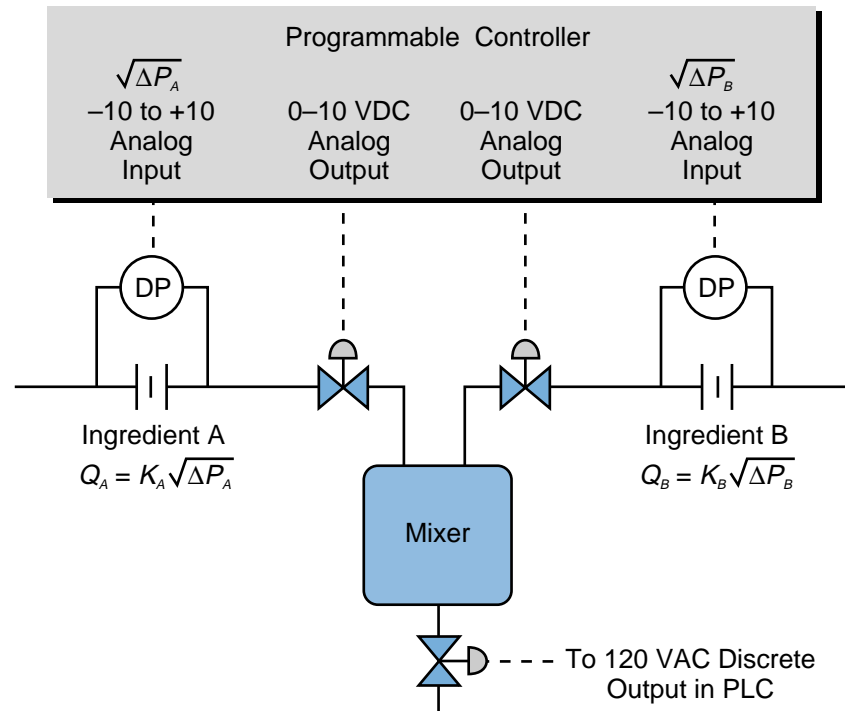 Programmable Controller
√ΔP_A
–10 to +10
Analog
Input
0–10 VDC
Analog
Output
0–10 VDC
Analog
Output
√ΔP_B
–10 to +10
Analog
Input
DP
DP
Ingredient A
Q_A = K_A√ΔP_A
Ingredient B
Q_B = K_B√ΔP_B
Mixer
To 120 VAC Discrete
Output in PLC